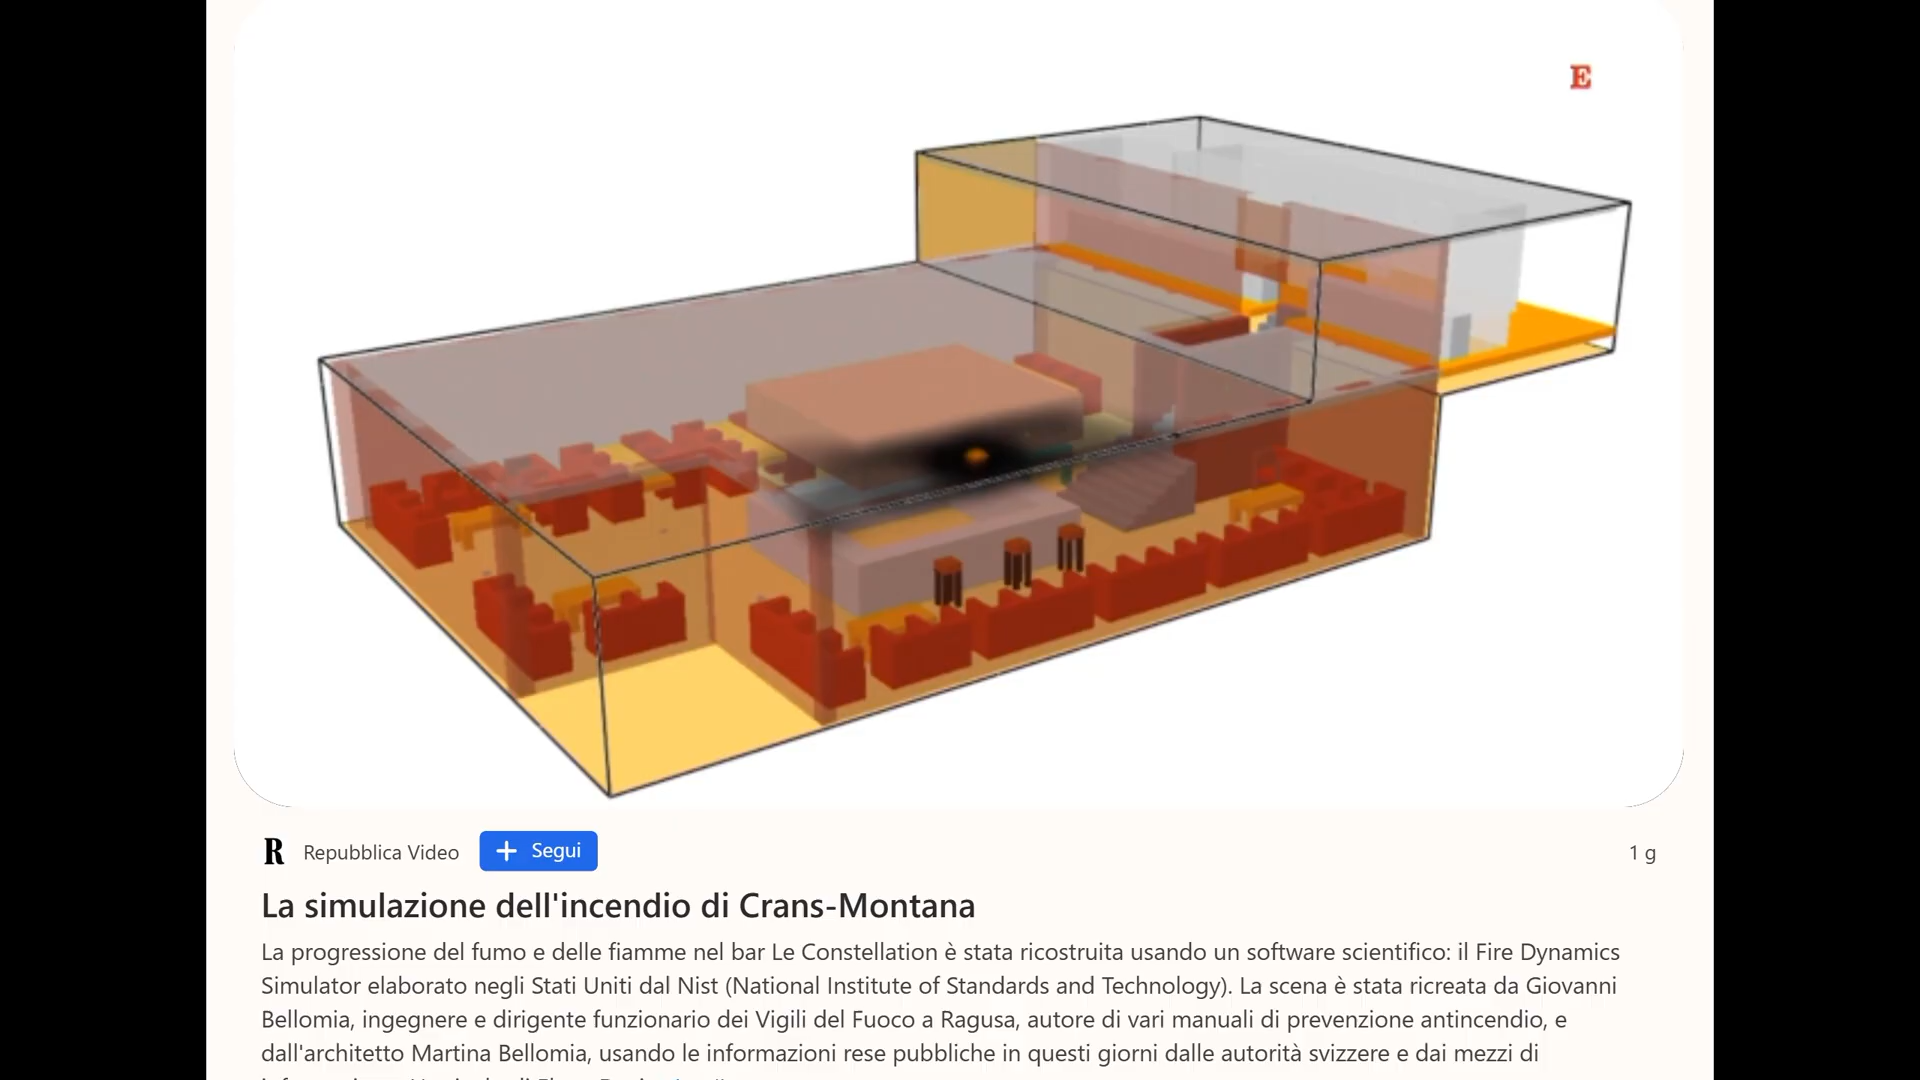 E
R Repubblica Video + Segui 1 g
La simulazione dell'incendio di Crans-Montana
La progressione del fumo e delle fiamme nel bar Le Constellation è stata ricostruita usando un software scientifico: il Fire Dynamics
Simulator elaborato negli Stati Uniti dal Nist (National Institute of Standards and Technology). La scena è stata ricreata da Giovanni
Bellomia, ingegnere e dirigente funzionario dei Vigili del Fuoco a Ragusa, autore di vari manuali di prevenzione antincendio, e
dall'architetto Martina Bellomia, usando le informazioni rese pubbliche in questi giorni dalle autorità svizzere e dai mezzi di